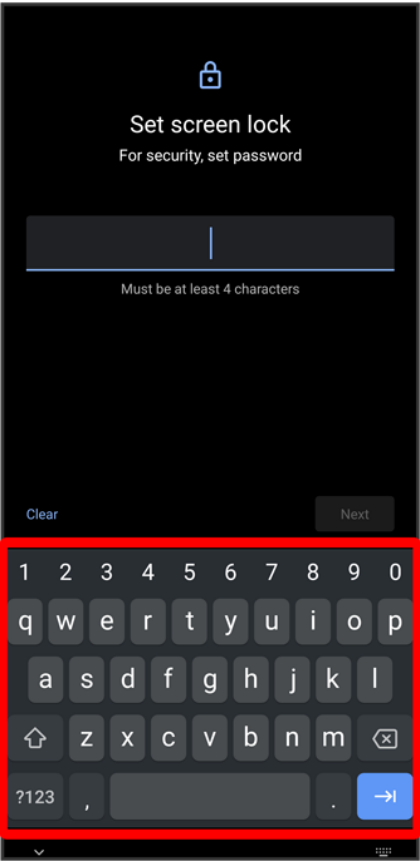 Set screen lock
For security, set password
Must be at least 4 characters
Clear Next
1 2 3 4 5 6 7 8 9 0
q w e r t y u i o p
a s d f g h j k l
z x c v b n m
?123 , .